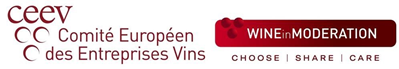 ceev
Comité Européen
des Entreprises Vins
WINEinMODERATION
CHOOSE | SHARE | CARE